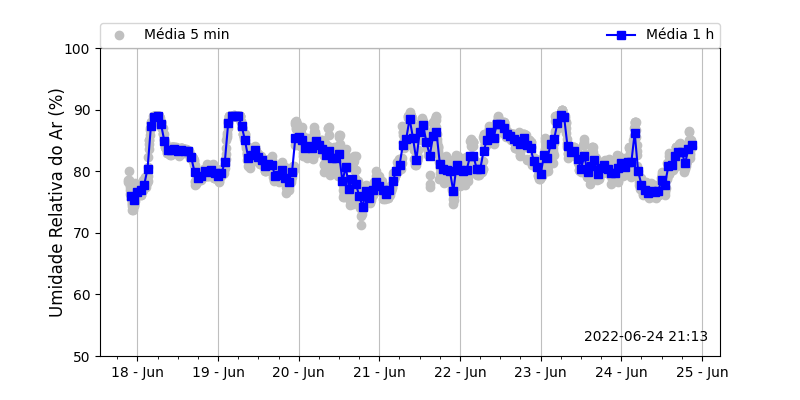 Média 5 min
Média 1 h
100
90
80
70
60
50
Umidade Relativa do Ar (%)
2022-06-24 21:13
18 - Jun
19 - Jun
20 - Jun
21 - Jun
22 - Jun
23 - Jun
24 - Jun
25 - Jun